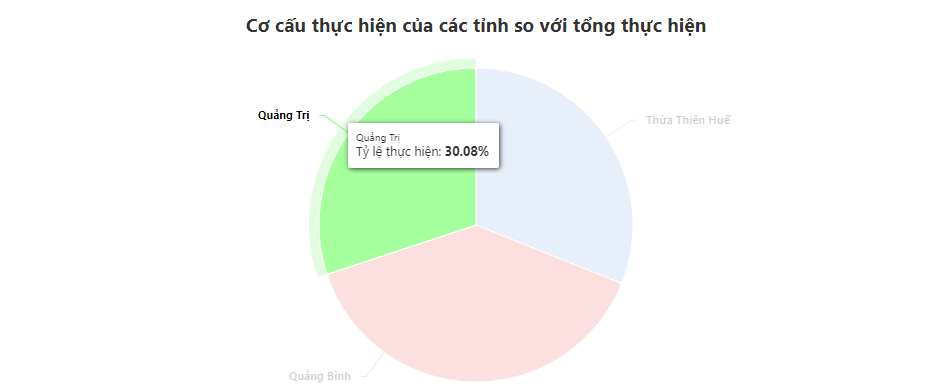 Cơ cấu thực hiện của các tỉnh so với tổng thực hiện
Quảng Trị
Thừa Thiên Huế
Quảng Trị
Tỷ lệ thực hiện: 30.08%
Quảng Bình